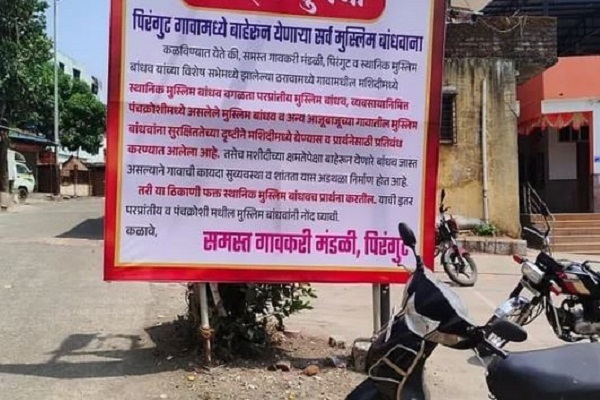 पिरंगुट गावामध्ये बाहेरून येणाऱ्या सर्व मुस्लिम बांधवाना
कळविण्यात येते की, समस्त गावकरी मंडळी, पिरंगुट व स्थानिक मुस्लिम
बांधव यांच्या विशेष सभेमध्ये झालेल्या ठरावामध्ये गावामधील मशिदीमध्ये
स्थानिक मुस्लिम बांधव वगळता परप्रांतीय मुस्लिम बांधव, व्यवसायानिमित्त
पंचक्रोशीमध्ये असलेले मुस्लिम बांधव व अन्य आजूबाजूच्या गावातील मुस्लिम
बांधवांना सुरक्षिततेच्या दृष्टीने मशिदीमध्ये येण्यास व प्रार्थनेसाठी प्रतिबंध
करण्यात आलेला आहे. तसेच मशीदीच्या क्षमतेपेक्षा बाहेरून येणारे बांधव जास्त
असल्याने गावाची कायदा सुव्यवस्था व शांतता यास अडथळा निर्माण होत आहे.
तरी या ठिकाणी फक्त स्थानिक मुस्लिम बांधवच प्रार्थना करतील. याची इतर
परप्रांतीय व पंचक्रोशी मधील मुस्लिम बांधवांनी नोंद घ्यावी.
कळावे,
समस्त गावकरी मंडळी, पिरंगुट